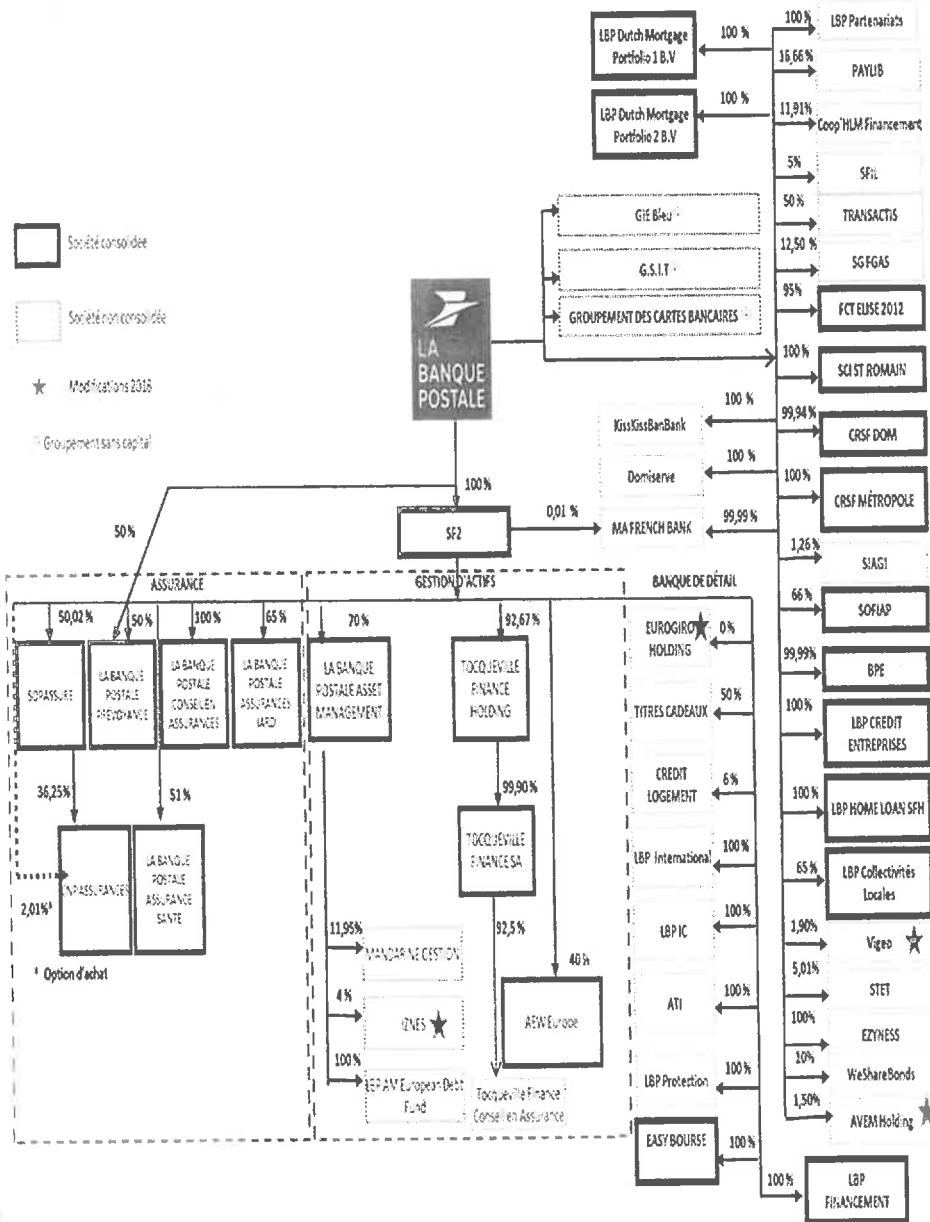 LBP Dutch Mortgage
Portfolio 1 B.V
100 %
LBP Dutch Mortgage
Portfolio 2 B.V
100 %
100%
LBP Partenariats
16,66%
PAYLIB
11,91%
Coop'HLM Financement
5%
SFIL
50%
TRANSACTIS
12,50 %
SGFGAS
95%
FCT ELISE 2012
100%
SCI ST ROMAIN
99,94%
CRSF DOM
100%
CRSF MÉTROPOLE
1,26%
SIAGI
66%
SOFIAP
99,99%
BPE
100%
LBP CREDIT
ENTREPRISES
100%
LBP HOME LOAN SFH
65%
LBP Collectivités
Locales
1,90%
Vigeo
5,01%
STET
100%
EZYNESS
10%
WeShareBonds
1,50%
AVEM Holding
Société consolidée
Société non consolidée
Modifications 2018
Groupement sans capital
GIE Bleu
G.S.I.T
GROUPEMENT DES CARTES BANCAIRES
LA
BANQUE
POSTALE
KissKissBanBank
100 %
Domiserve
100 %
MA FRENCH BANK
99,99%
0,01 %
100%
SF2
50%
ASSURANCE
50,02%
SOPASSURE
50%
LA BANQUE
POSTALE
PRÉVOYANCE
100%
LA BANQUE
POSTALE
CONSEIL EN
ASSURANCES
65%
LA BANQUE
POSTALE
ASSURANCES
IARD
36,25%
CNP ASSURANCES
51%
LA BANQUE
POSTALE
ASSURANCE
SANTE
2,01%¹
¹ Option d'achat
GESTION D'ACTIFS
70%
LA BANQUE
POSTALE ASSET
MANAGEMENT
92,67%
TOCQUEVILLE
FINANCE
HOLDING
99,90%
TOCQUEVILLE
FINANCE SA
92,5%
Tocqueville Finance
Conseil en Assurance
11,95%
MANDARINE GESTION
4%
IZNES
100%
LBP AM European Debt
Fund
40%
AEW Europe
BANQUE DE DÉTAIL
EUROGIRO
HOLDING
0%
TITRES CADEAUX
50%
CREDIT
LOGEMENT
6%
LBP International
100%
LBP IC
100%
ATI
100%
LBP Protection
100%
EASY BOURSE
100%
100%
LBP
FINANCEMENT